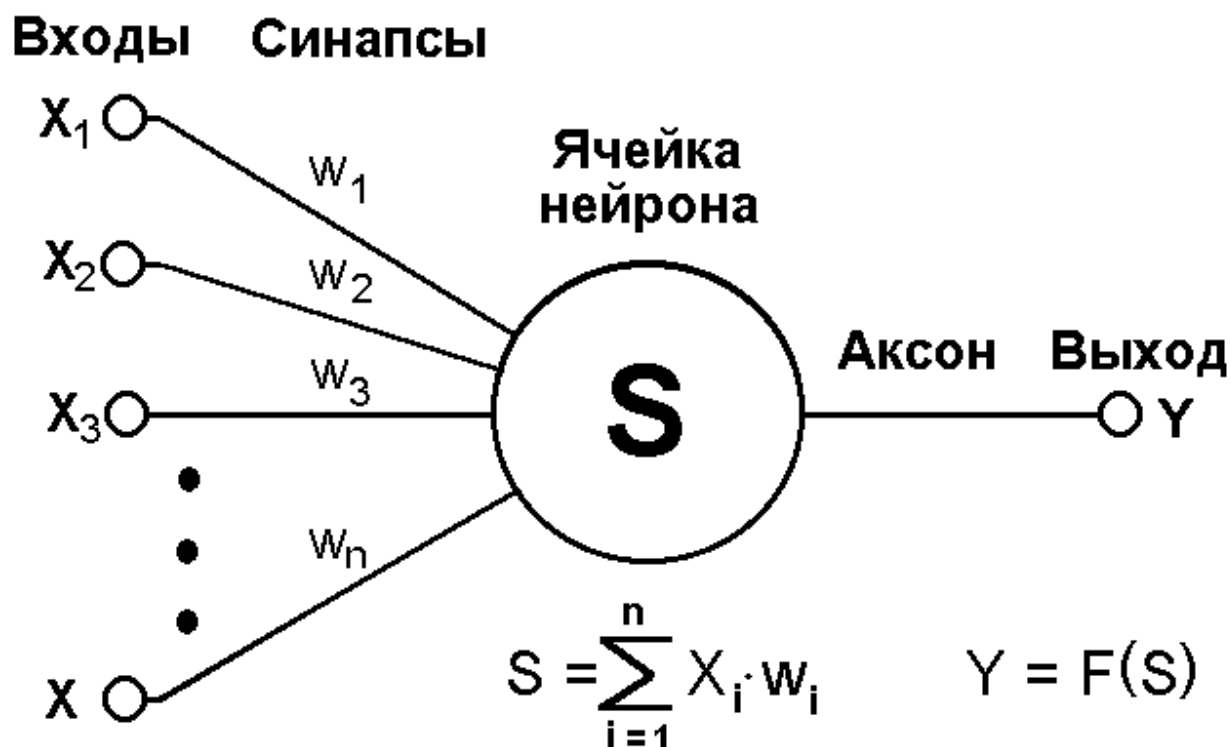 Входы Синапсы
X₁
w₁
Ячейка
нейрона
X₂
w₂
Аксон Выход
X₃
w₃
S
Y
wₙ
X
n
S = ∑ Xᵢ · wᵢ
i = 1
Y = F(S)